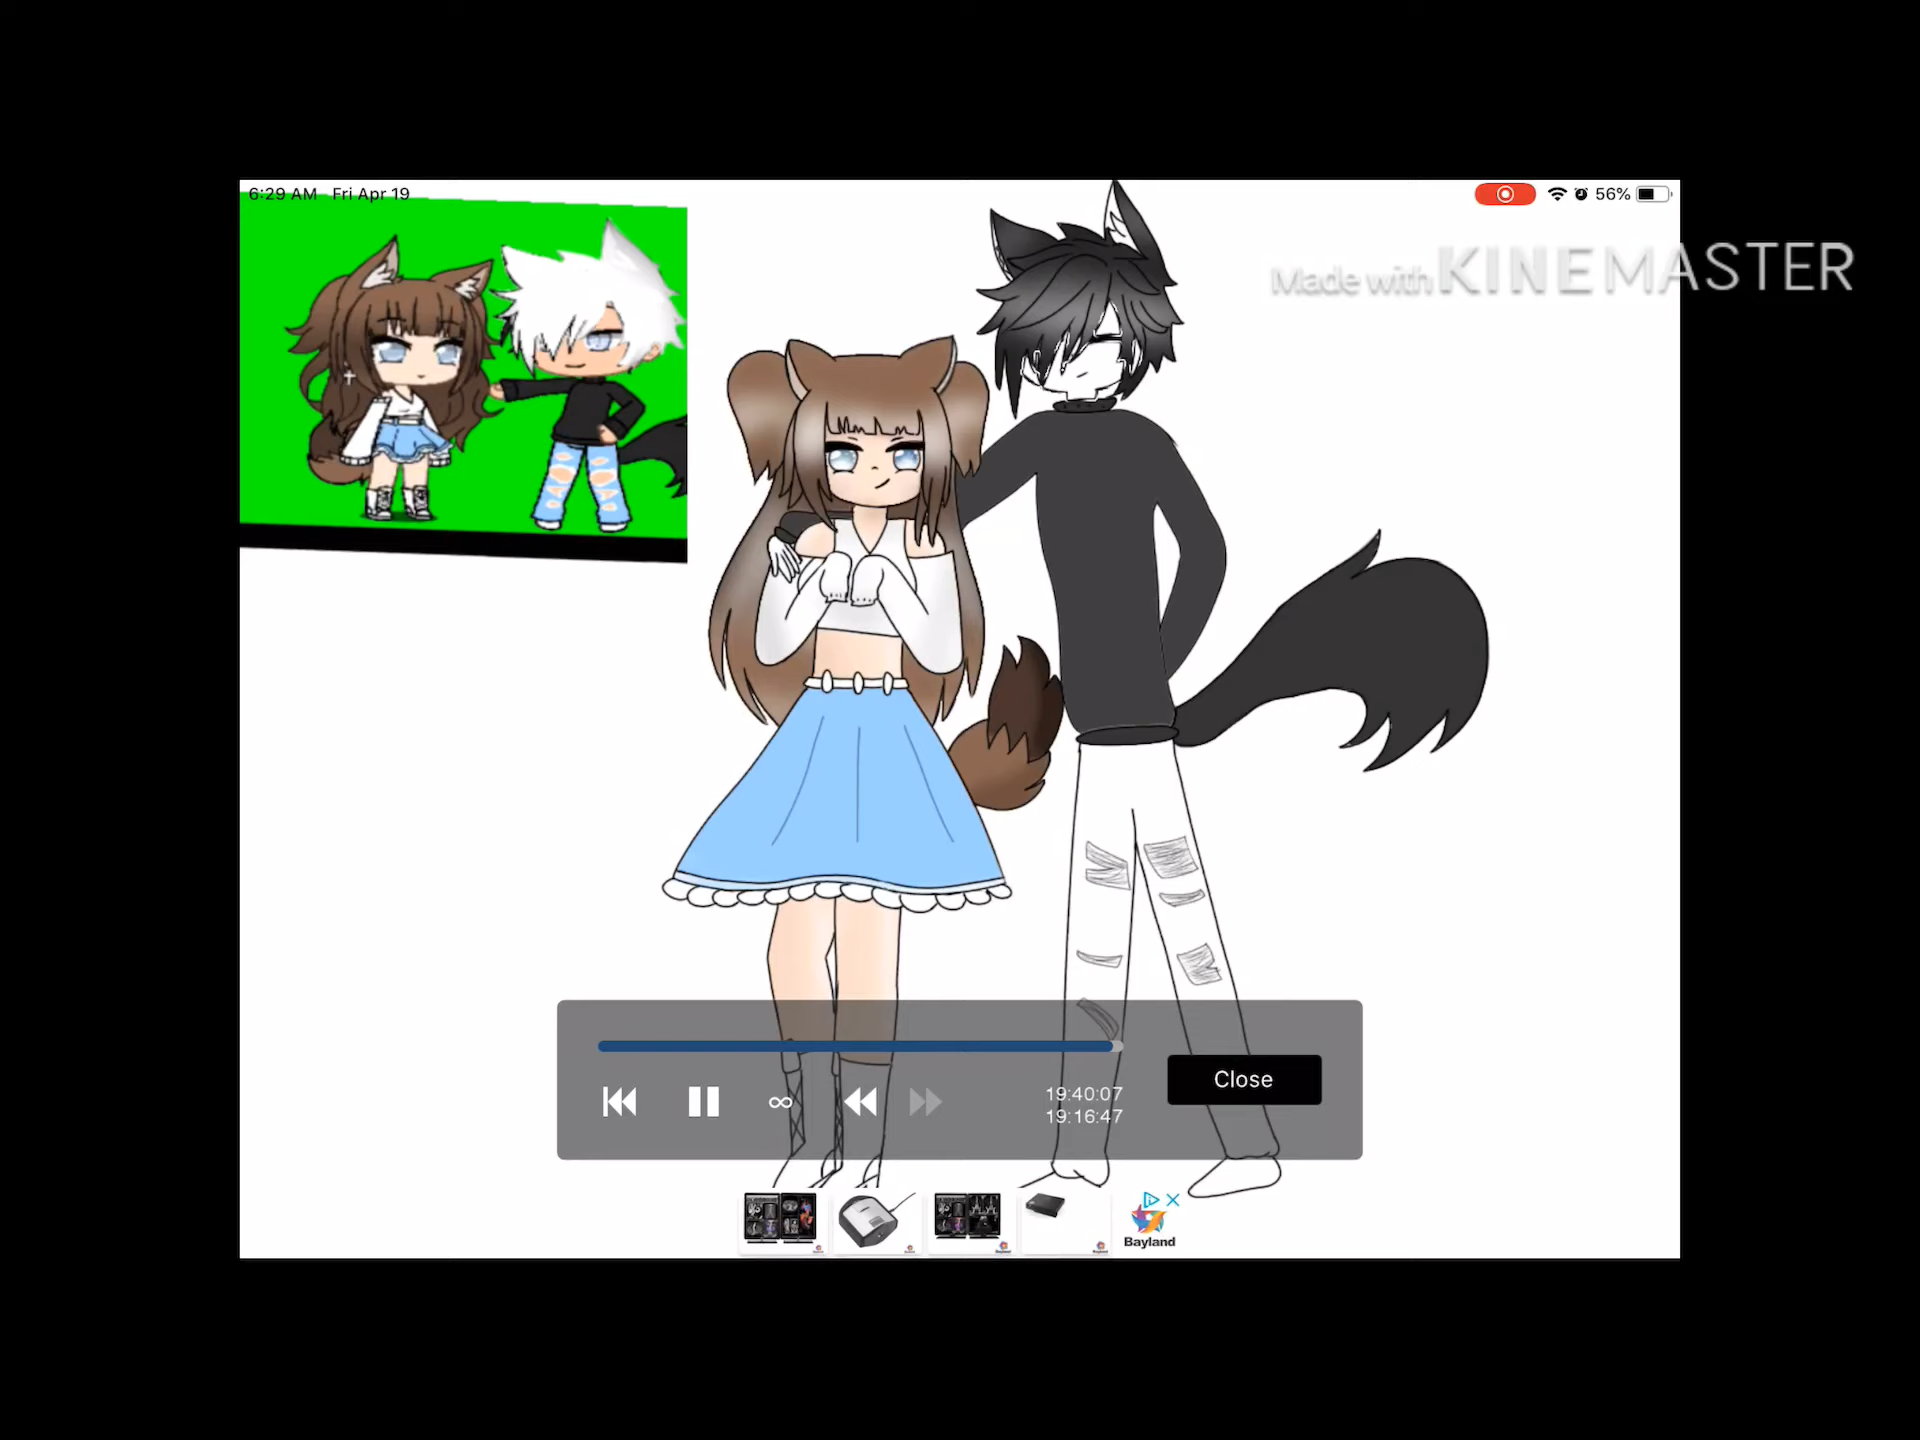 6:29 AM Fri Apr 19
56%
Made with KINEMASTER
Close
19:40:07
19:16:47
Bayland